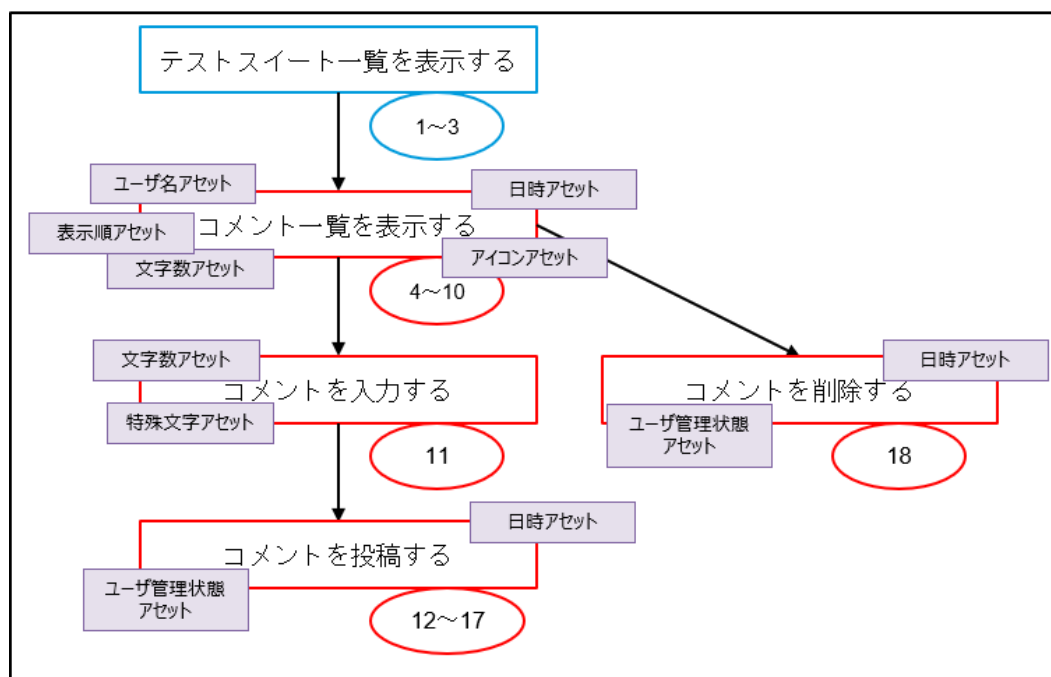 テストスイート一覧を表示する
1~3
ユーザ名アセット
日時アセット
コメント一覧を表示する
表示順アセット
文字数アセット
アイコンアセット
4~10
文字数アセット
日時アセット
コメントを入力する
コメントを削除する
特殊文字アセット
ユーザ管理状態
アセット
11
18
日時アセット
コメントを投稿する
ユーザ管理状態
アセット
12~17